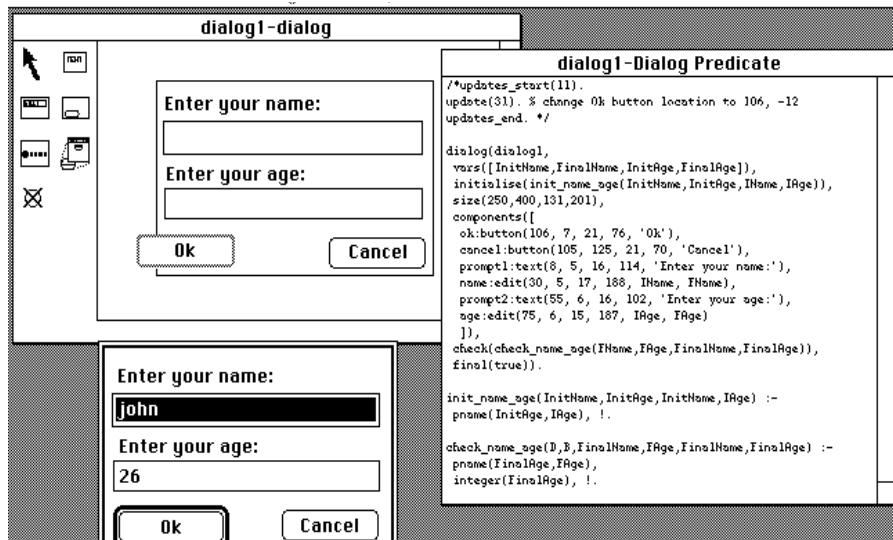 dialog1-dialog
Enter your name:
Enter your age:
Ok
Cancel
dialog1-Dialog Predicate
/*updates_start(11).
update(31). % change Ok button location to 106, -12
updates_end. */
dialog(dialog1,
vars([InitName,FinalName,InitAge,FinalAge]),
initialise(init_name_age(InitName,InitAge,IName,IAge)),
size(250,400,131,201),
components([
ok:button(106, 7, 21, 76, 'Ok'),
cancel:button(105, 125, 21, 70, 'Cancel'),
prompt1:text(8, 5, 16, 114, 'Enter your name:'),
name:edit(30, 5, 17, 188, IName, FName),
prompt2:text(55, 6, 16, 102, 'Enter your age:'),
age:edit(75, 6, 15, 187, IAge, FAge)
]),
check(check_name_age(FName,FAge,FinalName,FinalAge)),
final(true)).
init_name_age(InitName,InitAge,InitName,IAge) :-
pname(InitAge,IAge), !.
check_name_age(D,B,FinalName,FAge,FinalName,FinalAge) :-
pname(FinalAge,FAge),
integer(FinalAge), !.
Enter your name:
john
Enter your age:
26
Ok
Cancel